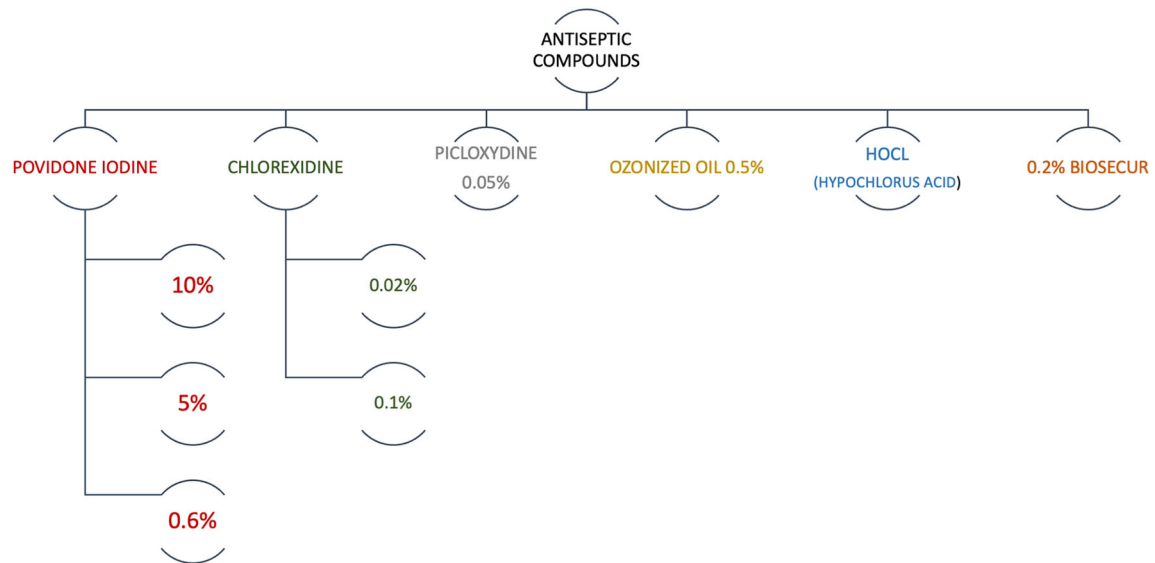 ANTISEPTIC
COMPOUNDS
POVIDONE IODINE
CHLOREXIDINE
PICLOXYDINE
0.05%
OZONIZED OIL 0.5%
HOCL
(HYPOCHLORUS ACID)
0.2% BIOSECUR
10%
0.02%
5%
0.1%
0.6%